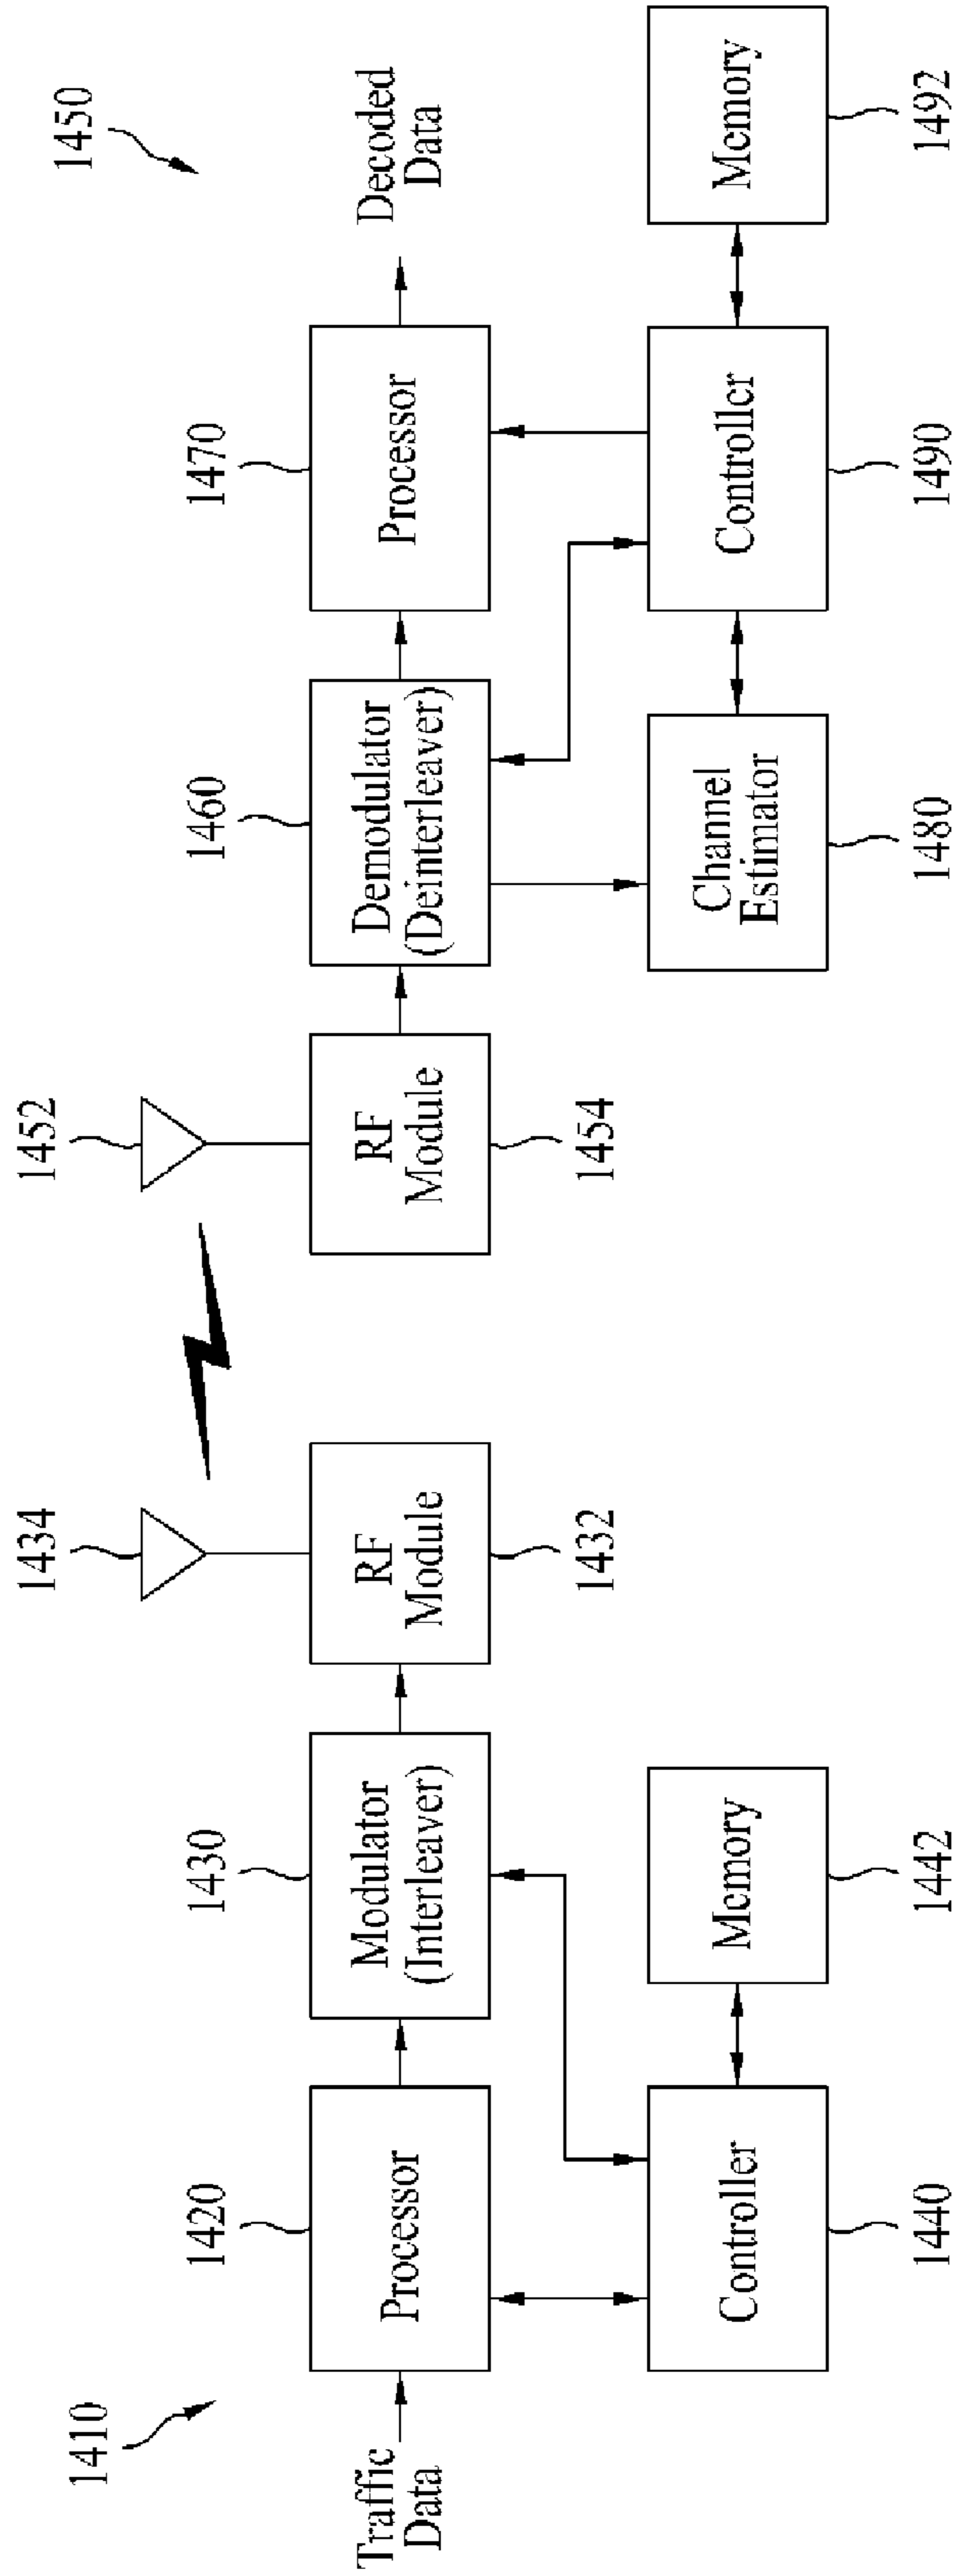 1410
Traffic
Data
1420
Processor
1430
Modulator
(Interleaver)
1434
RF
Module
1432
Controller
1440
Memory
1442
1450
1452
RF
Module
1454
1460
Demodulator
(Deinterleaver)
1470
Processor
Decoded
Data
Channel
Estimator
1480
Controller
1490
Memory
1492